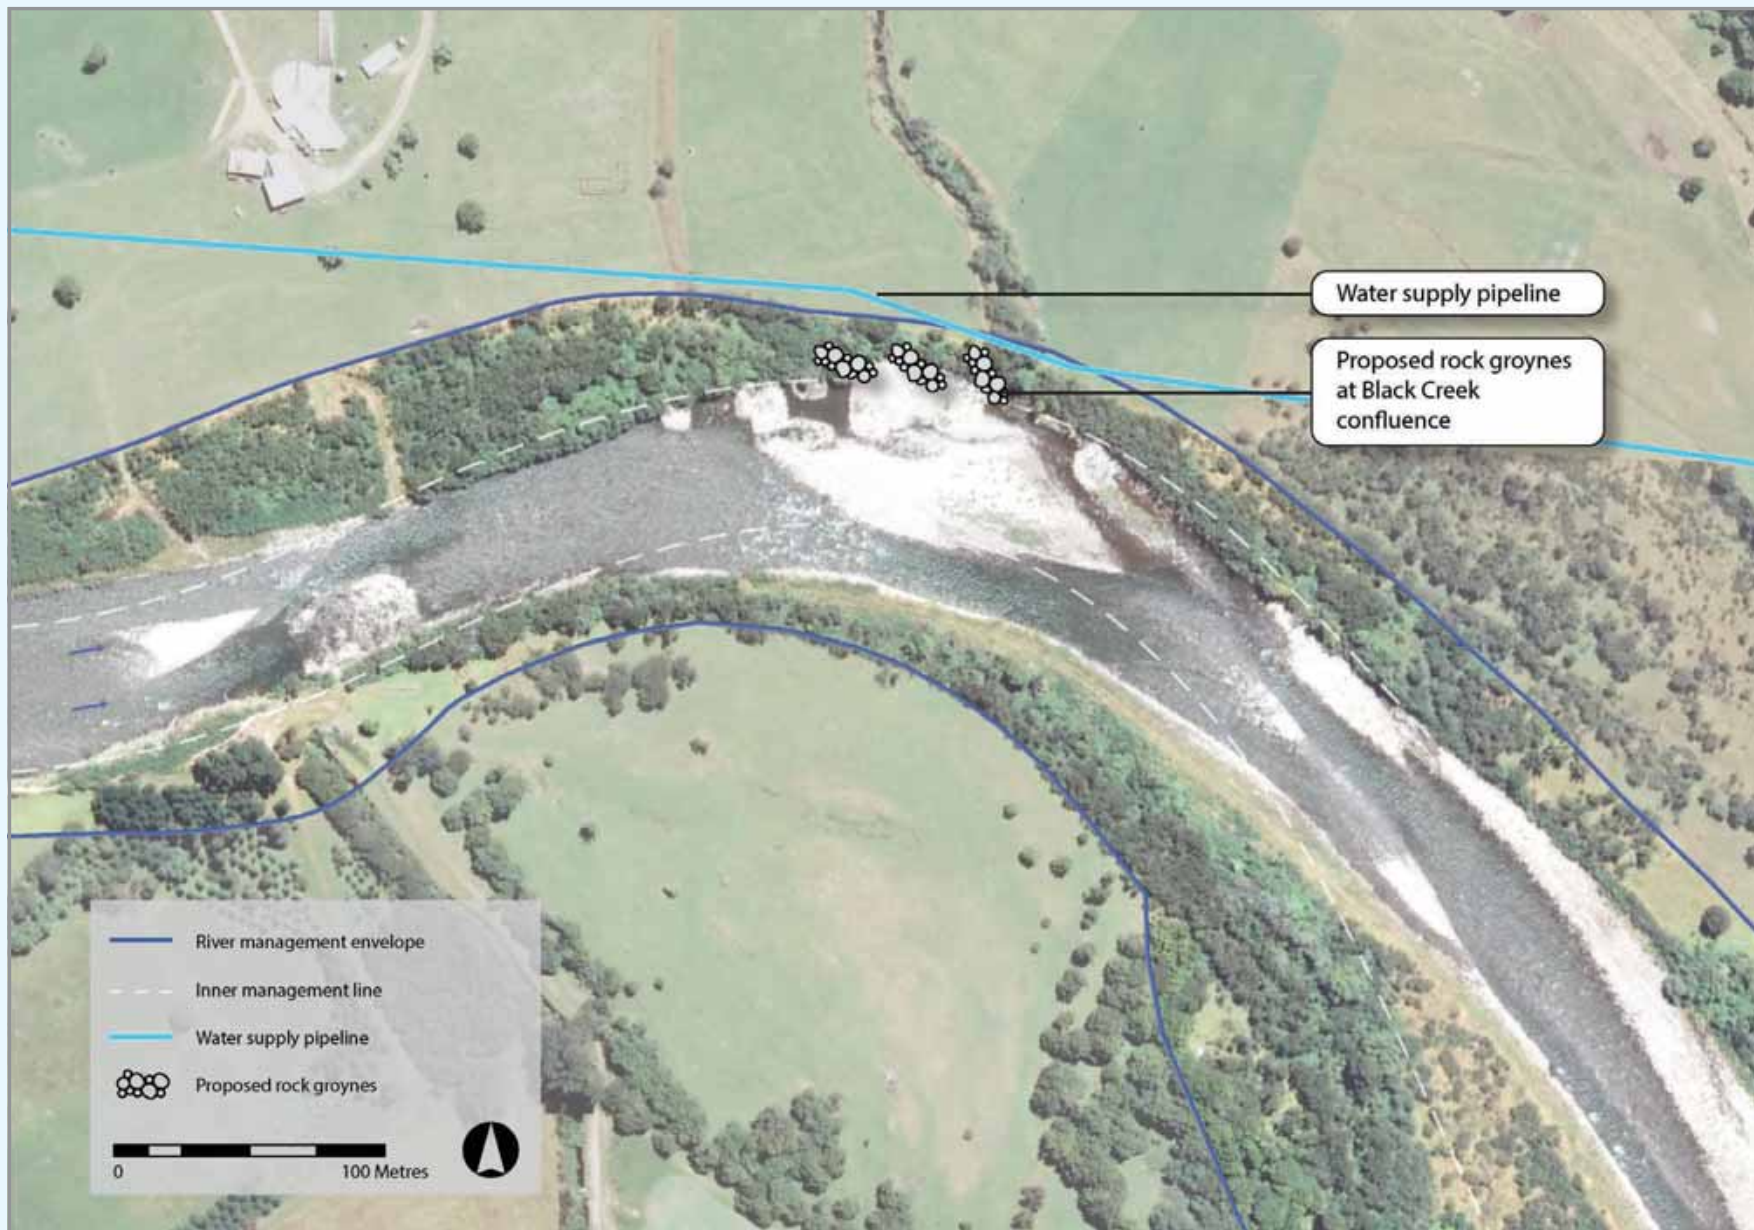 Water supply pipeline
Proposed rock groynes
at Black Creek
confluence
River management envelope
Inner management line
Water supply pipeline
Proposed rock groynes
0
100 Metres